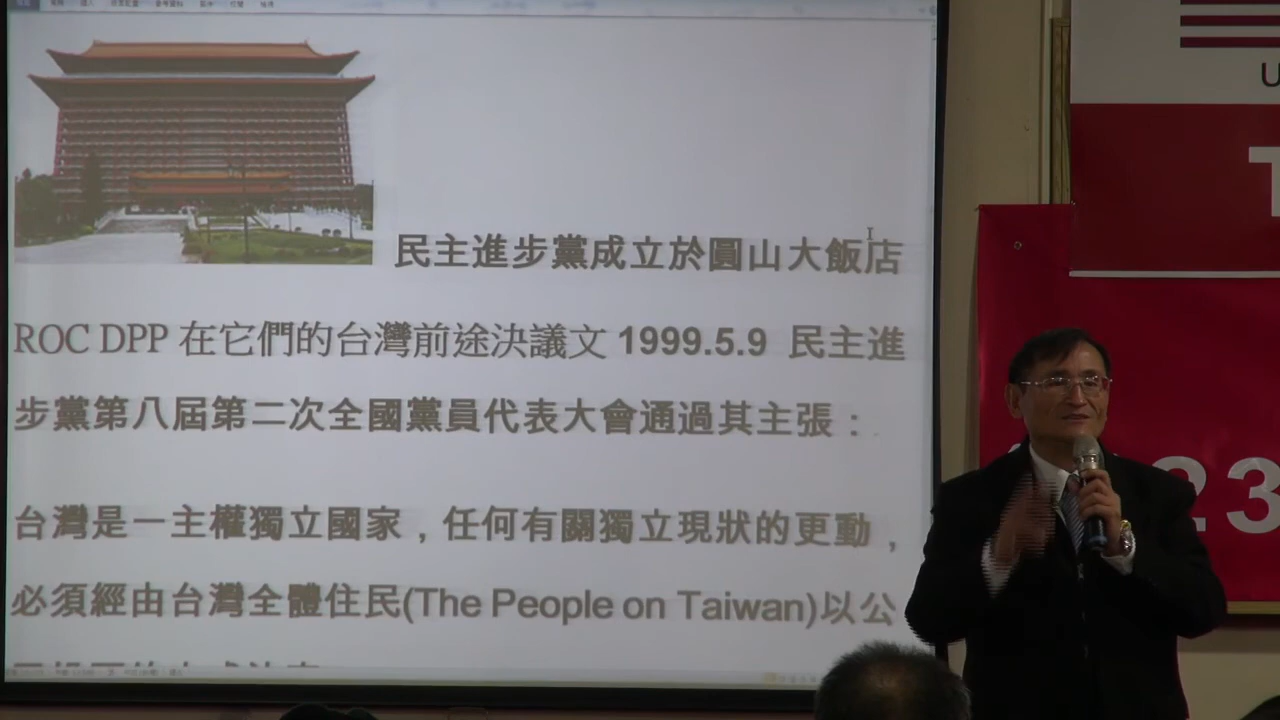 民主進步黨成立於圓山大飯店
ROC DPP 在它們的台灣前途決議文 1999.5.9 民主進
步黨第八屆第二次全國黨員代表大會通過其主張：
台灣是一主權獨立國家，任何有關獨立現狀的更動，
必須經由台灣全體住民(The People on Taiwan)以公
U
T
23